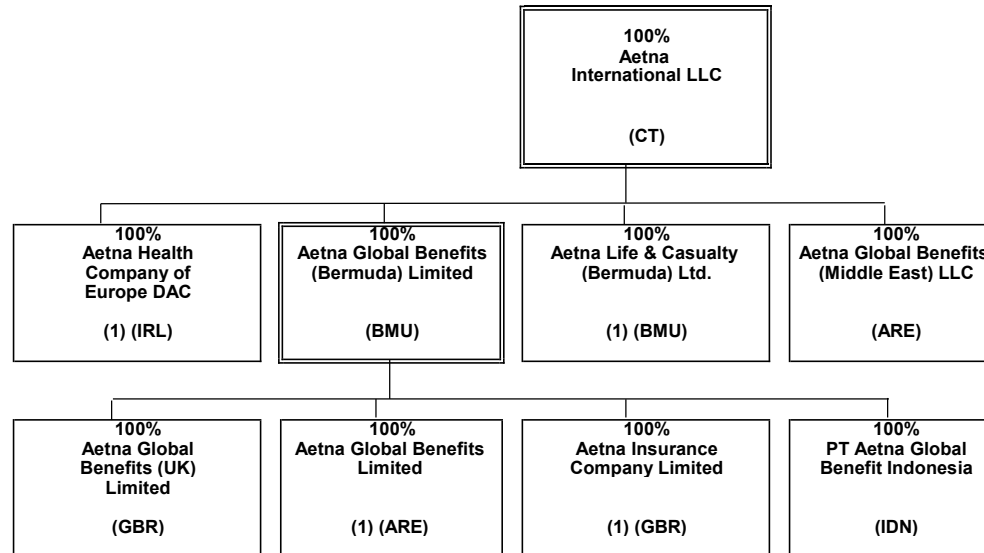 100%
Aetna
International LLC
(CT)
100%
Aetna Health
Company of
Europe DAC
(1) (IRL)
100%
Aetna Global Benefits
(Bermuda) Limited
(BMU)
100%
Aetna Life & Casualty
(Bermuda) Ltd.
(1) (BMU)
100%
Aetna Global Benefits
(Middle East) LLC
(ARE)
100%
Aetna Global
Benefits (UK)
Limited
(GBR)
100%
Aetna Global Benefits
Limited
(1) (ARE)
100%
Aetna Insurance
Company Limited
(1) (GBR)
100%
PT Aetna Global
Benefit Indonesia
(IDN)